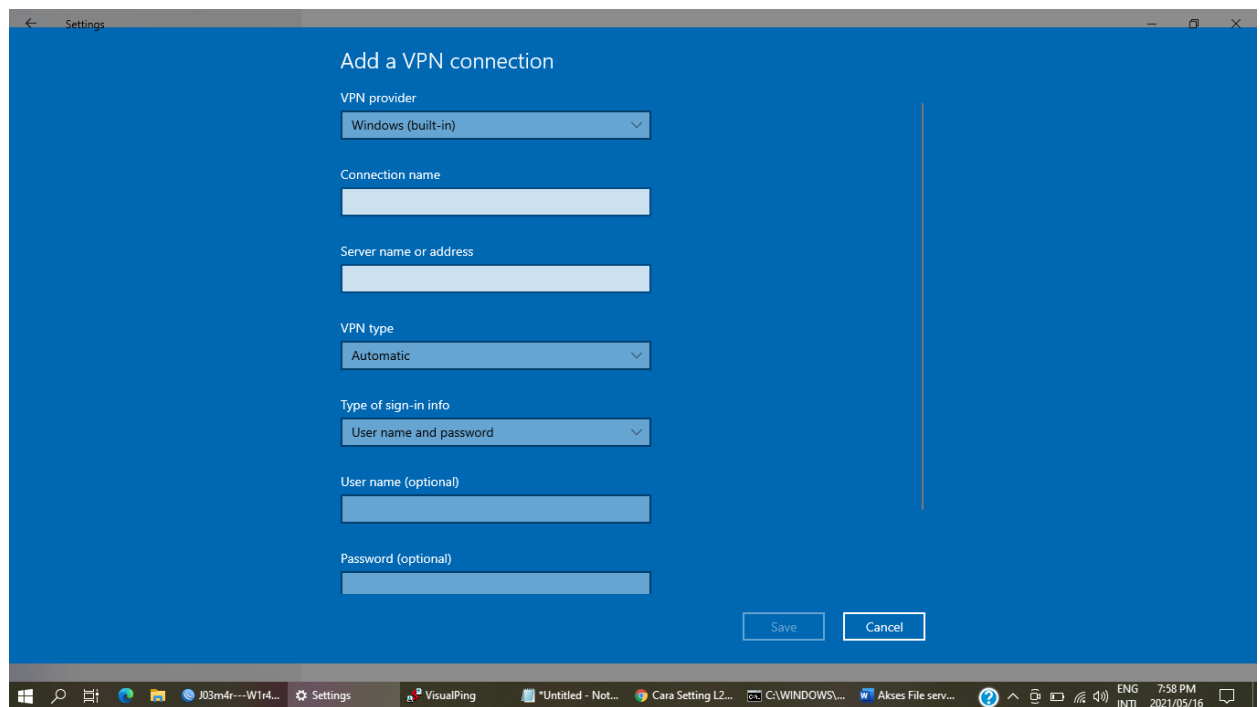 Settings
Add a VPN connection
VPN provider
Windows (built-in)
Connection name
Server name or address
VPN type
Automatic
Type of sign-in info
User name and password
User name (optional)
Password (optional)
Save
Cancel
J03m4r---W1r4... Settings VisualPing *Untitled - Not... Cara Setting L2... C:\WINDOWS\... Akses File serv... ENG 7:58 PM
INTL 2021/05/16